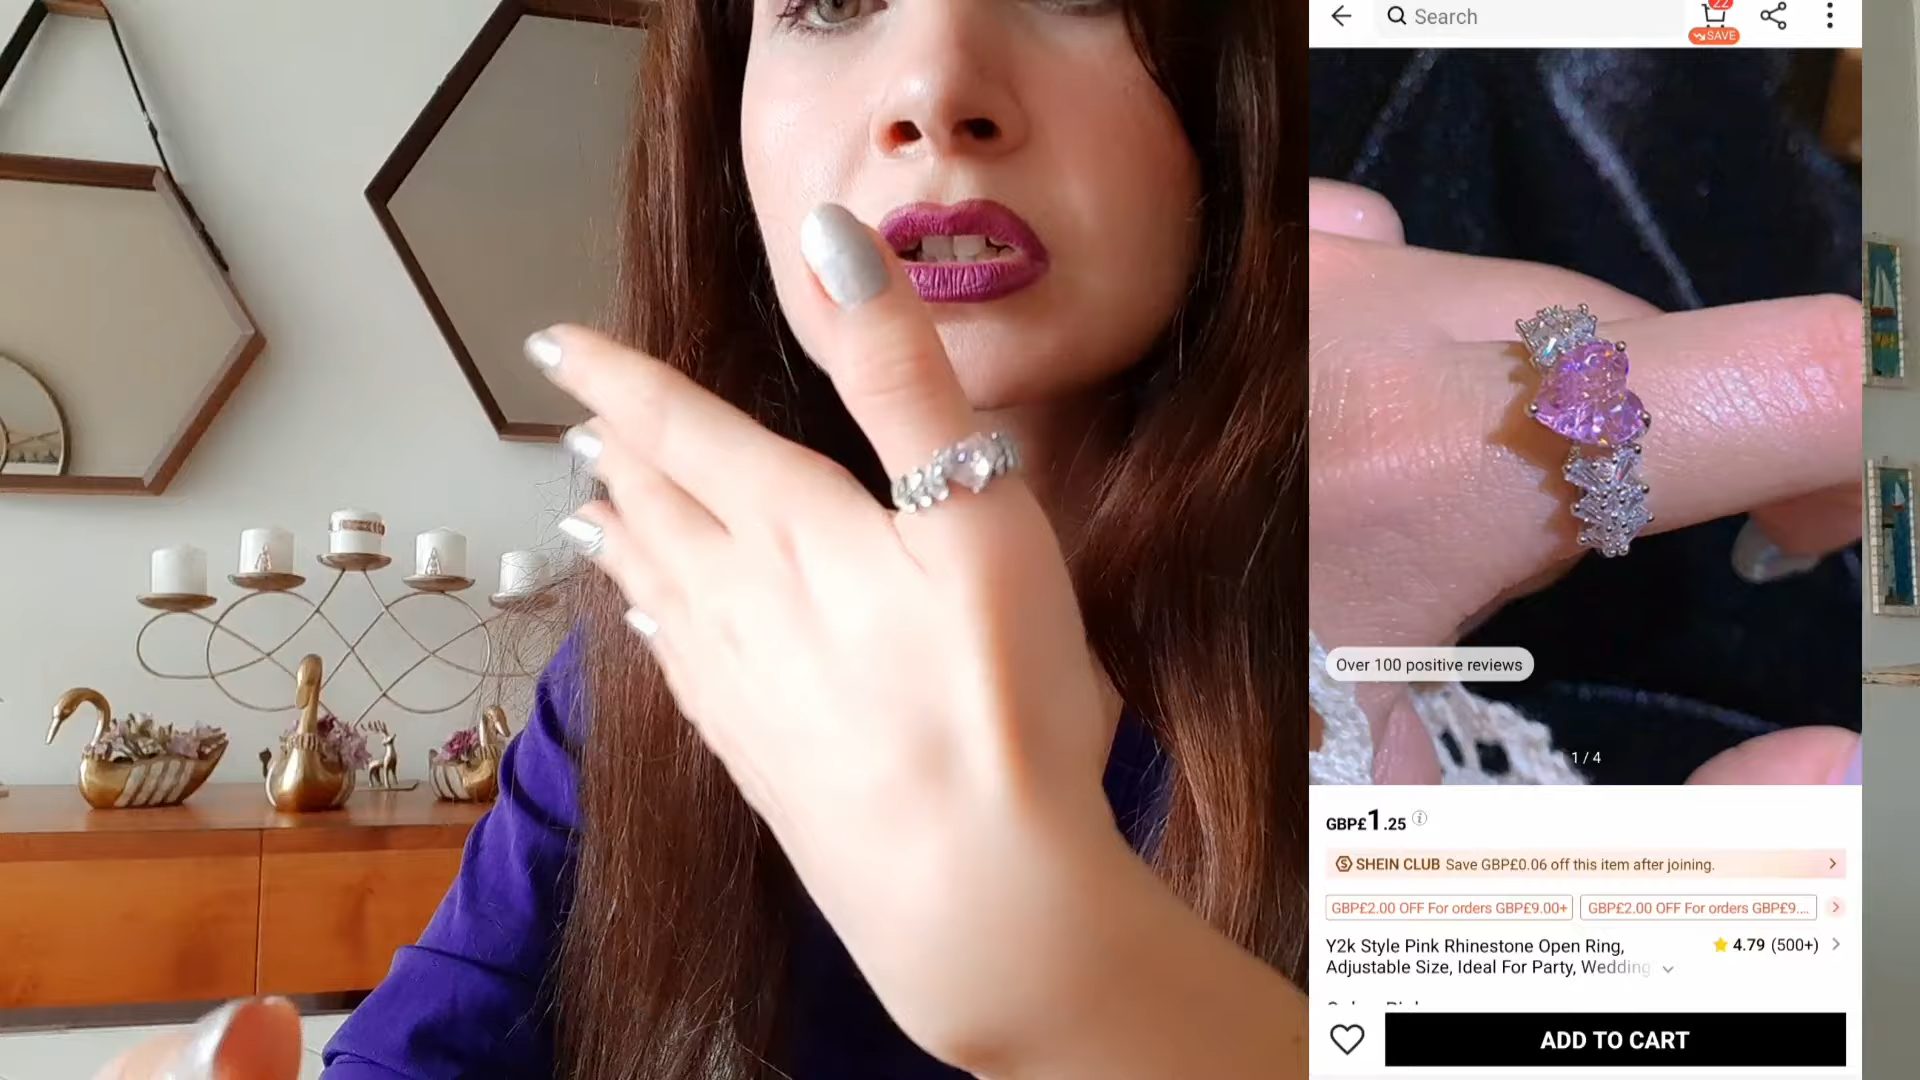 Search
22
SAVE
Over 100 positive reviews
1 / 4
GBP£1.25
SHEIN CLUB Save GBP£0.06 off this item after joining.
GBP£2.00 OFF For orders GBP£9.00+
GBP£2.00 OFF For orders GBP£9....
Y2k Style Pink Rhinestone Open Ring,
Adjustable Size, Ideal For Party, Wedding
4.79 (500+)
ADD TO CART